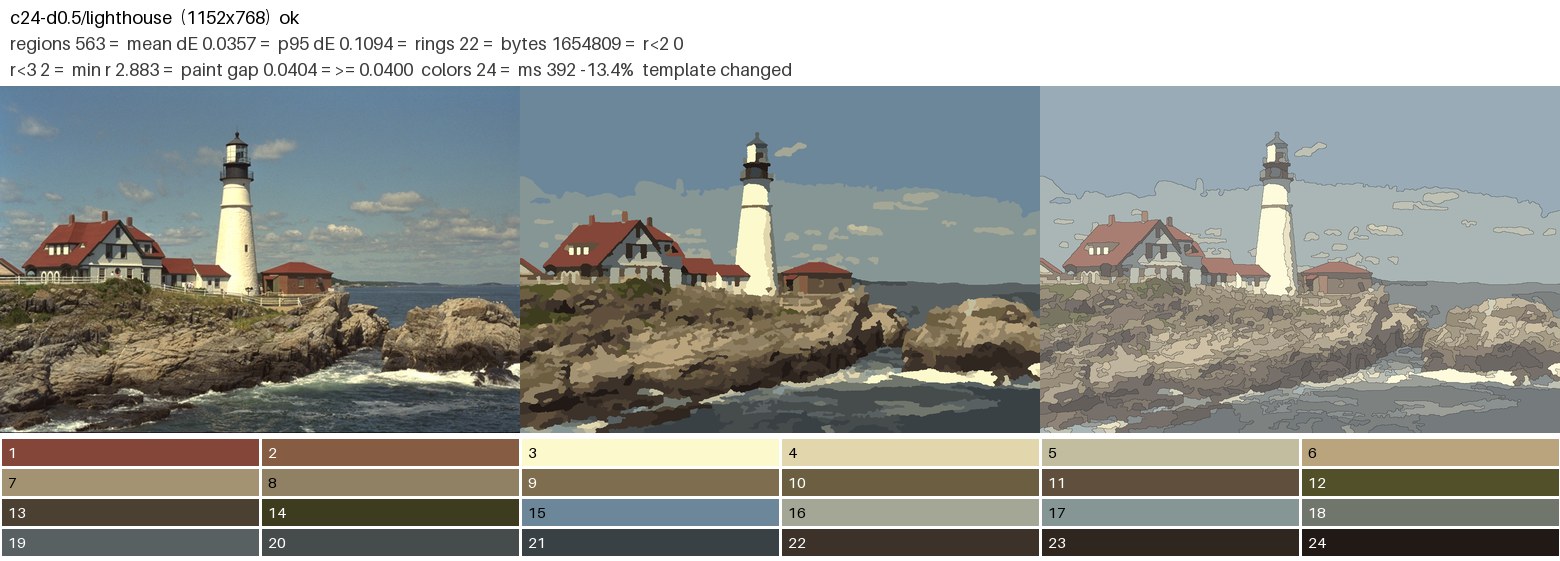 c24-d0.5/lighthouse (1152x768) ok
regions 563 = mean dE 0.0357 = p95 dE 0.1094 = rings 22 = bytes 1654809 = r<2 0
r<3 2 = min r 2.883 = paint gap 0.0404 = >= 0.0400 colors 24 = ms 392 -13.4% template changed
1 2 3 4 5 6
7 8 9 10 11 12
13 14 15 16 17 18
19 20 21 22 23 24